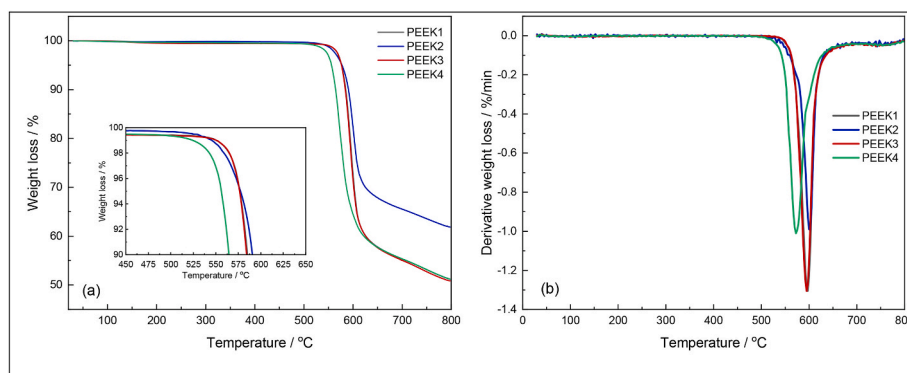 100
90
80
70
60
50
Weight loss / %
PEEK1
PEEK2
PEEK3
PEEK4
100
98
96
94
92
90
Weight loss / %
450 475 500 525 550 575 600 625 650
Temperature / ºC
(a)
100 200 300 400 500 600 700 800
Temperature / ºC
0.0
-0.2
-0.4
-0.6
-0.8
-1.0
-1.2
-1.4
Derivative weight loss / %/min
PEEK1
PEEK2
PEEK3
PEEK4
(b)
0 100 200 300 400 500 600 700 800
Temperature / ºC